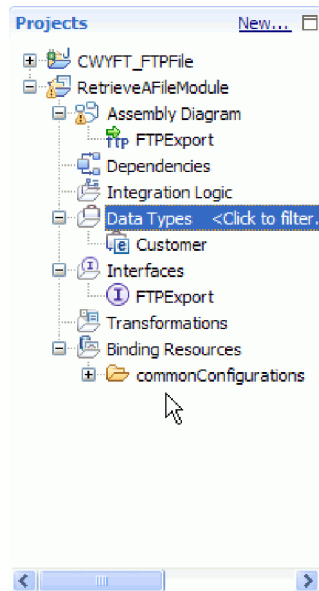 Projects New...
CWYFT_FTPFile
RetrieveAFileModule
Assembly Diagram
FTPExport
Dependencies
Integration Logic
Data Types <Click to filter.
Customer
Interfaces
FTPExport
Transformations
Binding Resources
commonConfigurations